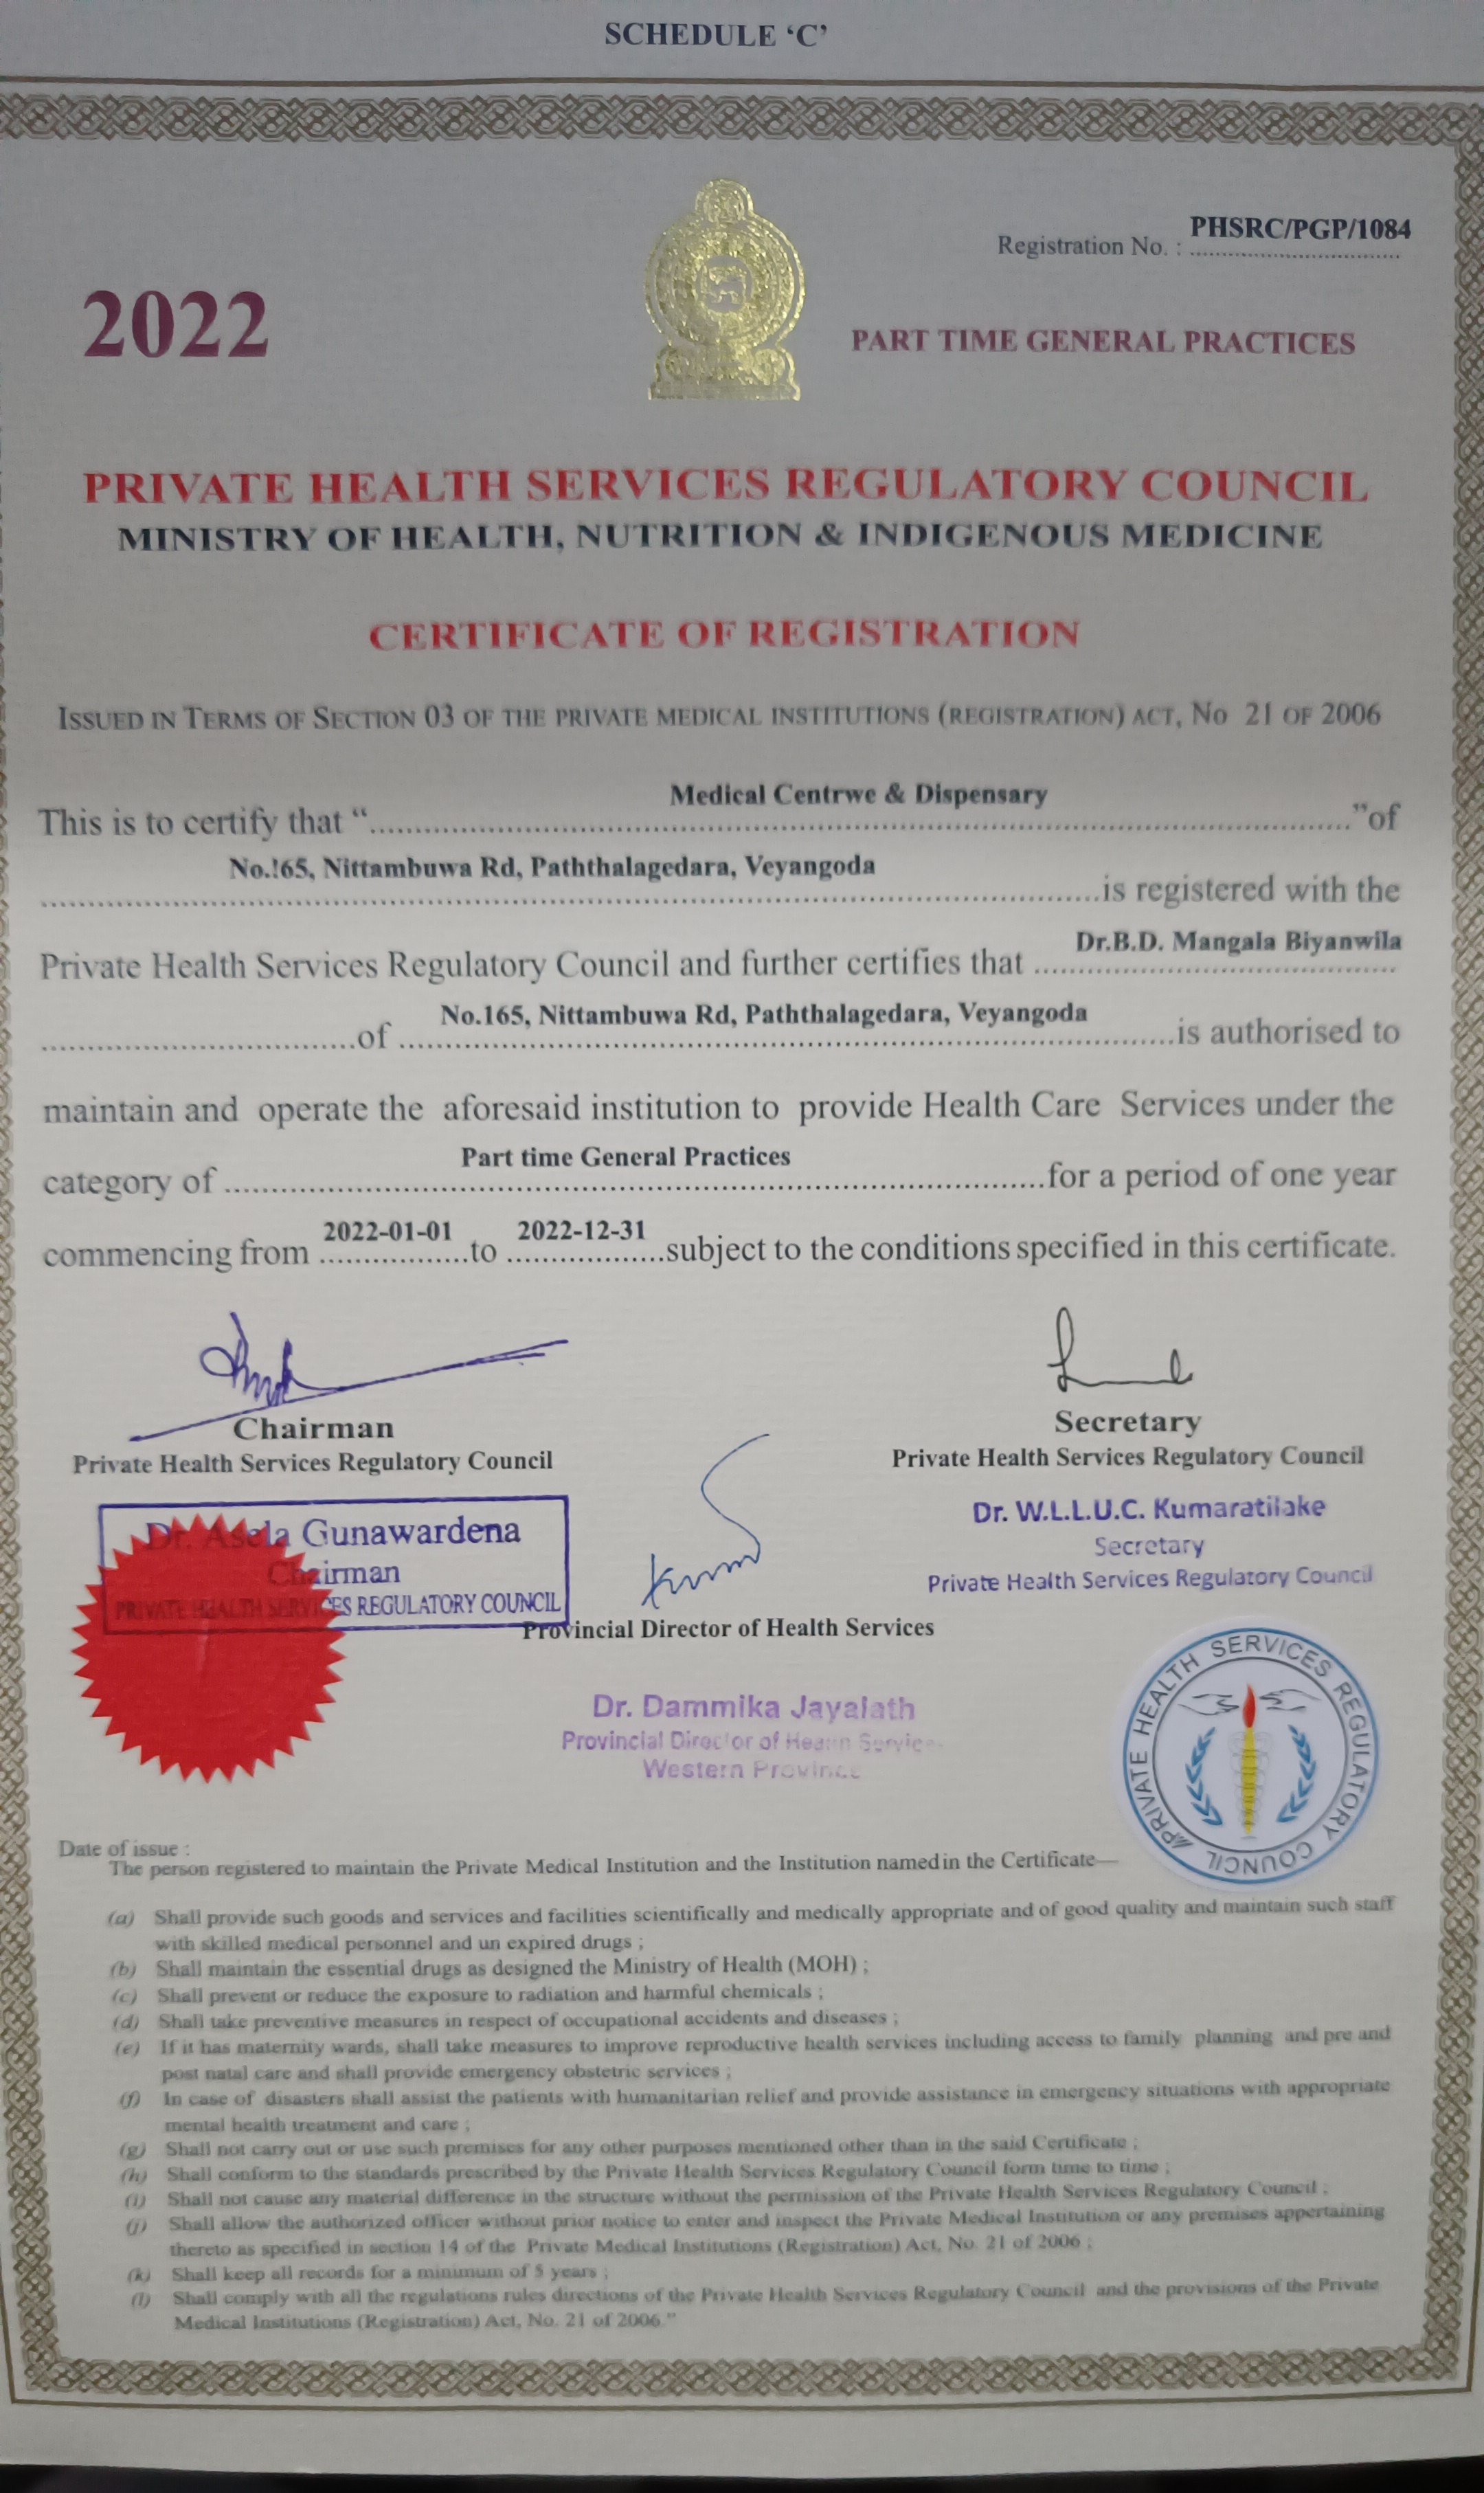 SCHEDULE ‘C’
Registration No. : PHSRC/PGP/1084
2022
PART TIME GENERAL PRACTICES
PRIVATE HEALTH SERVICES REGULATORY COUNCIL
MINISTRY OF HEALTH, NUTRITION & INDIGENOUS MEDICINE
CERTIFICATE OF REGISTRATION
ISSUED IN TERMS OF SECTION 03 OF THE PRIVATE MEDICAL INSTITUTIONS (REGISTRATION) ACT, No 21 OF 2006
This is to certify that “ Medical Centrwe & Dispensary ”of
No.!65, Nittambuwa Rd, Paththalagedara, Veyangoda is registered with the
Private Health Services Regulatory Council and further certifies that Dr.B.D. Mangala Biyanwila
of No.165, Nittambuwa Rd, Paththalagedara, Veyangoda is authorised to
maintain and operate the aforesaid institution to provide Health Care Services under the
category of Part time General Practices for a period of one year
commencing from 2022-01-01 to 2022-12-31 subject to the conditions specified in this certificate.
Chairman
Private Health Services Regulatory Council
Dr. Asela Gunawardena
Chairman
PRIVATE HEALTH SERVICES REGULATORY COUNCIL
Secretary
Private Health Services Regulatory Council
Dr. W.L.L.U.C. Kumaratilake
Secretary
Private Health Services Regulatory Council
Provincial Director of Health Services
Dr. Dammika Jayalath
Provincial Director of Health Services
Western Province
PRIVATE HEALTH SERVICES REGULATORY COUNCIL
Date of issue :
The person registered to maintain the Private Medical Institution and the Institution named in the Certificate—
(a) Shall provide such goods and services and facilities scientifically and medically appropriate and of good quality and maintain such staff
with skilled medical personnel and un expired drugs ;
(b) Shall maintain the essential drugs as designed the Ministry of Health (MOH) ;
(c) Shall prevent or reduce the exposure to radiation and harmful chemicals ;
(d) Shall take preventive measures in respect of occupational accidents and diseases ;
(e) If it has maternity wards, shall take measures to improve reproductive health services including access to family planning and pre and
post natal care and shall provide emergency obstetric services ;
(f) In case of disasters shall assist the patients with humanitarian relief and provide assistance in emergency situations with appropriate
mental health treatment and care ;
(g) Shall not carry out or use such premises for any other purposes mentioned other than in the said Certificate ;
(h) Shall conform to the standards prescribed by the Private Health Services Regulatory Council form time to time ;
(i) Shall not cause any material difference in the structure without the permission of the Private Health Services Regulatory Council ;
(j) Shall allow the authorized officer without prior notice to enter and inspect the Private Medical Institution or any premises appertaining
thereto as specified in section 14 of the Private Medical Institutions (Registration) Act, No. 21 of 2006 ;
(k) Shall keep all records for a minimum of 5 years ;
(l) Shall comply with all the regulations rules directions of the Private Health Services Regulatory Council and the provisions of the Private
Medical Institutions (Registration) Act, No. 21 of 2006.”